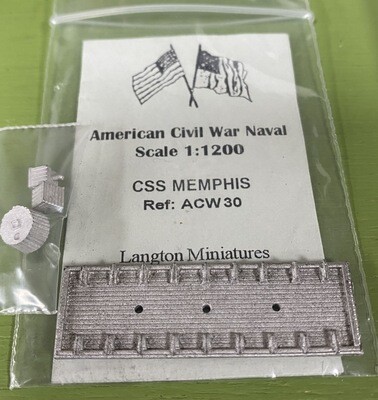 American Civil War Naval
Scale 1:1200
CSS MEMPHIS
Ref: ACW30
Langton Miniatures